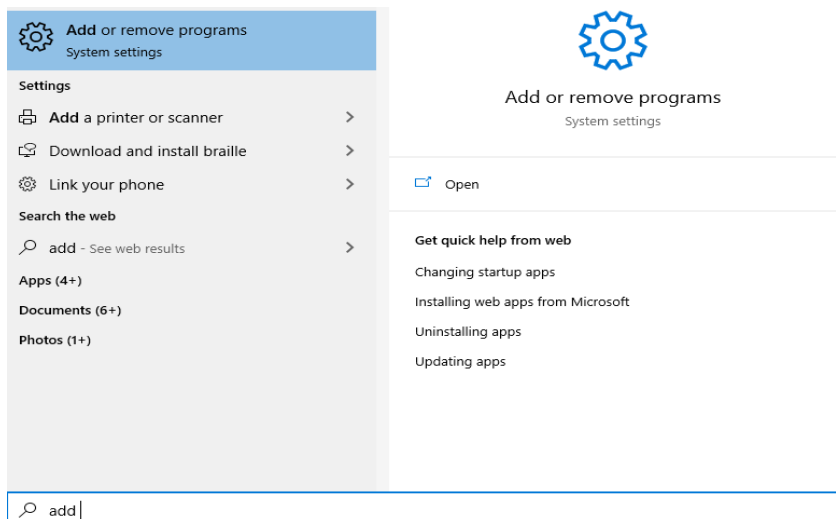 Add or remove programs
System settings
Settings
Add a printer or scanner
Download and install braille
Link your phone
Search the web
add - See web results
Apps (4+)
Documents (6+)
Photos (1+)
add
Add or remove programs
System settings
Open
Get quick help from web
Changing startup apps
Installing web apps from Microsoft
Uninstalling apps
Updating apps